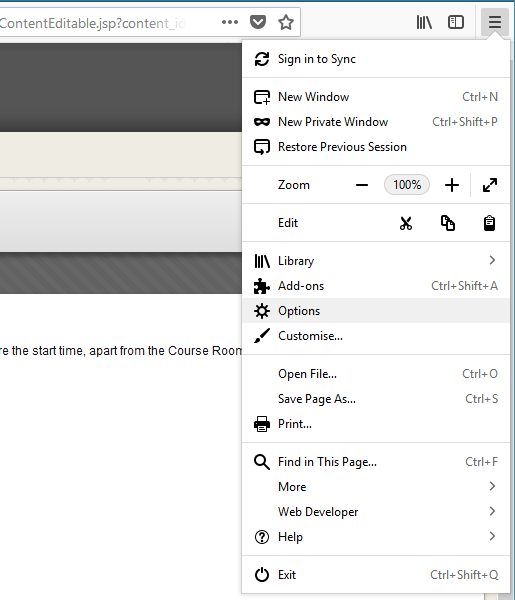 ContentEditable.jsp?content_id
Sign in to Sync
New Window Ctrl+N
New Private Window Ctrl+Shift+P
Restore Previous Session
Zoom 100%
Edit
Library
Add-ons Ctrl+Shift+A
Options
Customise...
re the start time, apart from the Course Room
Open File... Ctrl+O
Save Page As... Ctrl+S
Print...
Find in This Page... Ctrl+F
More
Web Developer
Help
Exit Ctrl+Shift+Q